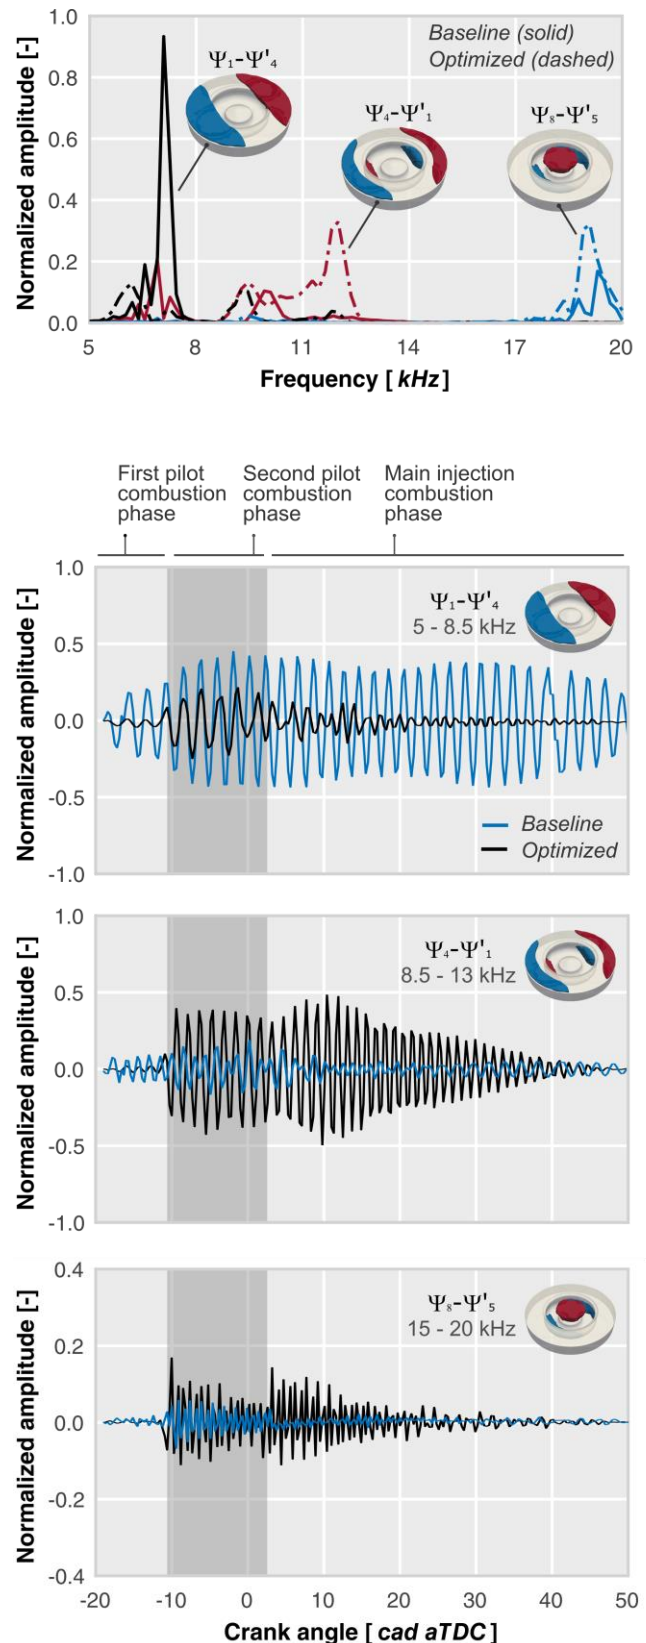 Normalized amplitude [-]
1.0
0.8
0.6
0.4
0.2
0.0
Baseline (solid)
Optimized (dashed)
Ψ₁-Ψ'₄
Ψ₄-Ψ'₁
Ψ₈-Ψ'₅
5 8 11 14 17 20
Frequency [ kHz ]
First pilot
combustion
phase
Second pilot
combustion
phase
Main injection
combustion
phase
Normalized amplitude [-]
1.0
0.5
0.0
-0.5
-1.0
Ψ₁-Ψ'₄
5 - 8.5 kHz
Baseline
Optimized
Normalized amplitude [-]
1.0
0.5
0.0
-0.5
-1.0
Ψ₄-Ψ'₁
8.5 - 13 kHz
Normalized amplitude [-]
0.4
0.2
0.0
-0.2
-0.4
Ψ₈-Ψ'₅
15 - 20 kHz
-20 -10 0 10 20 30 40 50
Crank angle [ cad aTDC ]